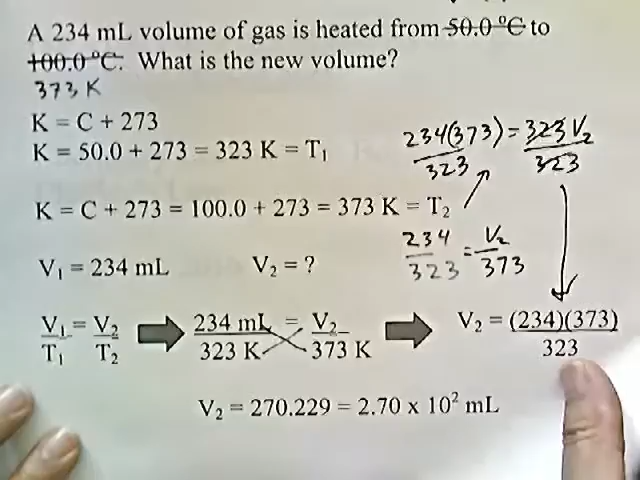 A 234 mL volume of gas is heated from 50.0 °C to
100.0 °C. What is the new volume?
373 K
K = C + 273
K = 50.0 + 273 = 323 K = T₁
234(373) = 323 V₂
323 323
K = C + 273 = 100.0 + 273 = 373 K = T₂
234 = V₂
323 373
V₁ = 234 mL V₂ = ?
V₁ = V₂ 234 mL = V₂ V₂ = (234)(373)
T₁ T₂ 323 K 373 K 323
V₂ = 270.229 = 2.70 x 10² mL